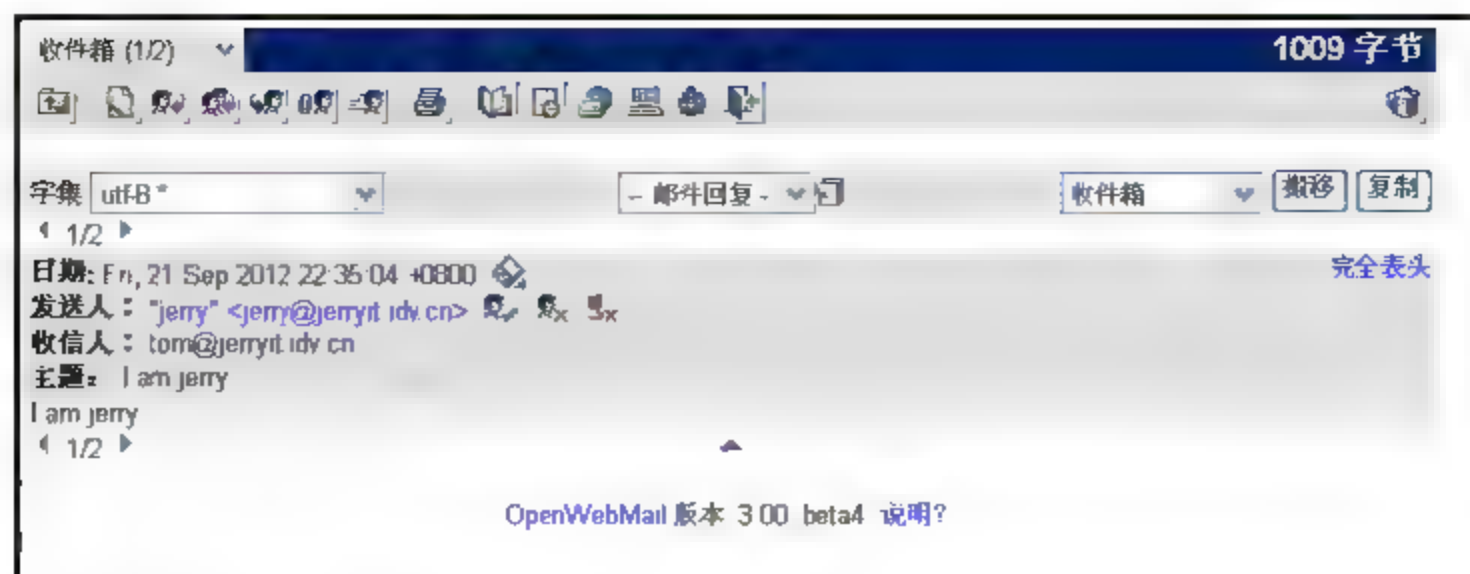 收件箱 (1/2) 1009 字节
字集 utf-8 * - 邮件回复 - 收件箱 搬移 复制
1/2
日期: Fri, 21 Sep 2012 22:35:04 +0800 完全表头
发送人: "jerry" <jerry@jerryit.idv.cn>
收信人: tom@jerryit.idv.cn
主题: I am jerry
I am jerry
1/2
OpenWebMail 版本 3.00 beta4 说明?